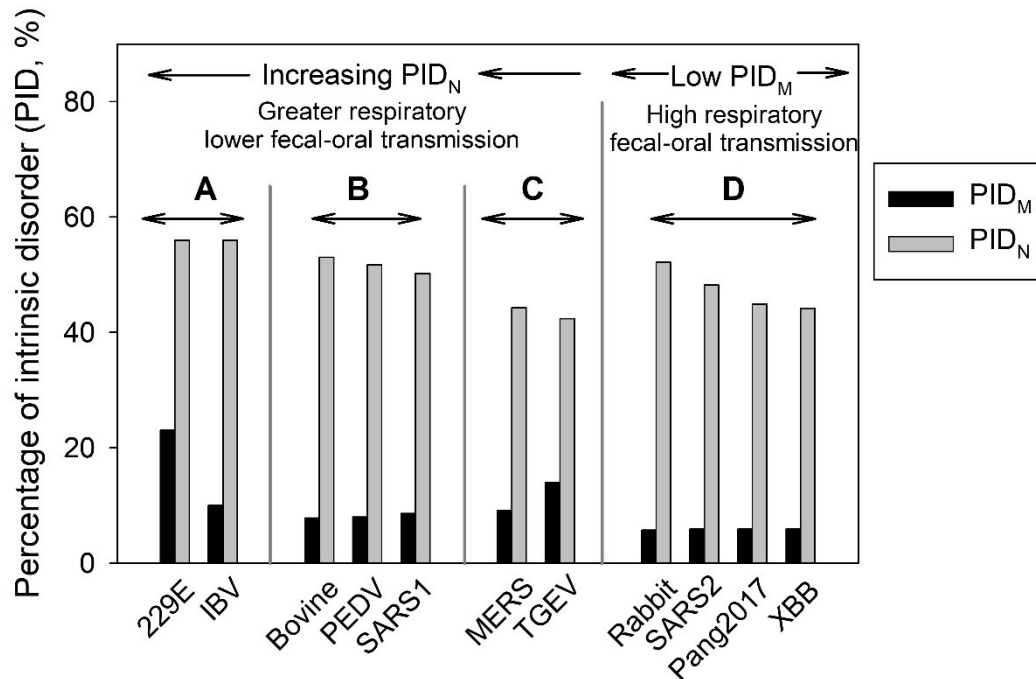 Percentage of intrinsic disorder (PID, %)
80
60
40
20
0
Increasing PIDN
Greater respiratory
lower fecal-oral transmission
Low PIDM
High respiratory
fecal-oral transmission
A
B
C
D
PIDM
PIDN
229E
IBV
Bovine
PEDV
SARS1
MERS
TGEV
Rabbit
SARS2
Pang2017
XBB